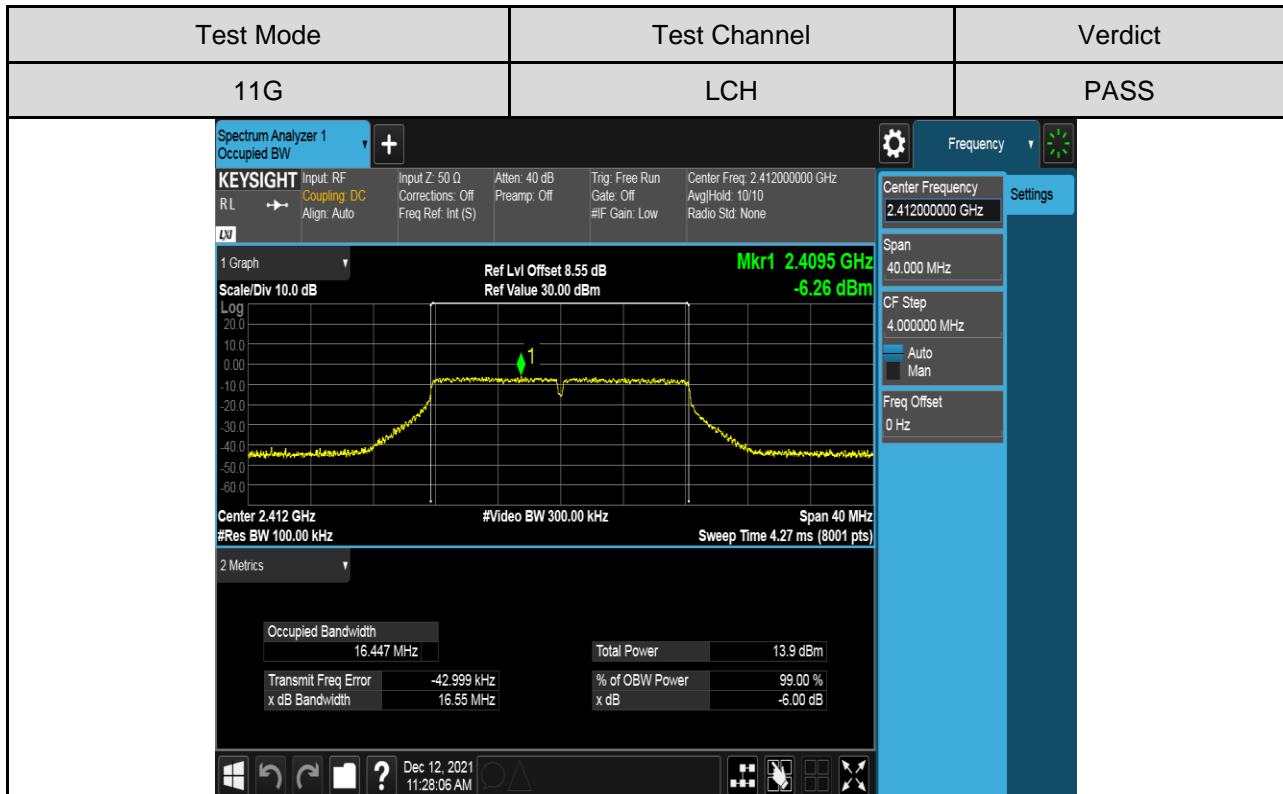 Test Mode Test Channel Verdict
11G LCH PASS
Spectrum Analyzer 1
Occupied BW
Frequency
KEYSIGHT Input: RF Input Z: 50 Ω Atten: 40 dB Trig: Free Run Center Freq: 2.412000000 GHz
RL Coupling: DC Corrections: Off Preamp: Off Gate: Off Avg|Hold: 10/10
Align: Auto Freq Ref: Int (S) #IF Gain: Low Radio Std: None
LXI
Center Frequency
2.412000000 GHz
Settings
Span
40.000 MHz
CF Step
4.000000 MHz
Auto
Man
Freq Offset
0 Hz
1 Graph Ref Lvl Offset 8.55 dB Mkr1 2.4095 GHz
Scale/Div 10.0 dB Ref Value 30.00 dBm -6.26 dBm
Log
20.0
10.0
0.00
-10.0
-20.0
-30.0
-40.0
-50.0
-60.0
1
Center 2.412 GHz #Video BW 300.00 kHz Span 40 MHz
#Res BW 100.00 kHz Sweep Time 4.27 ms (8001 pts)
2 Metrics
Occupied Bandwidth
16.447 MHz Total Power 13.9 dBm
Transmit Freq Error -42.999 kHz % of OBW Power 99.00 %
x dB Bandwidth 16.55 MHz x dB -6.00 dB
? Dec 12, 2021
11:28:06 AM